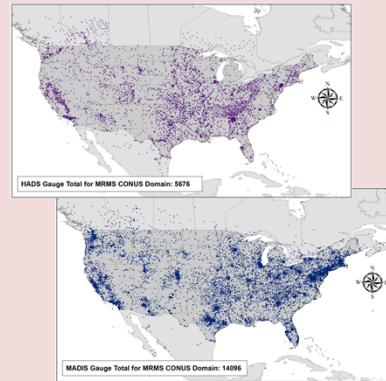 N
W E
S
HADS Gauge Total for MRMS CONUS Domain: 5676
N
W E
S
MADIS Gauge Total for MRMS CONUS Domain: 14096